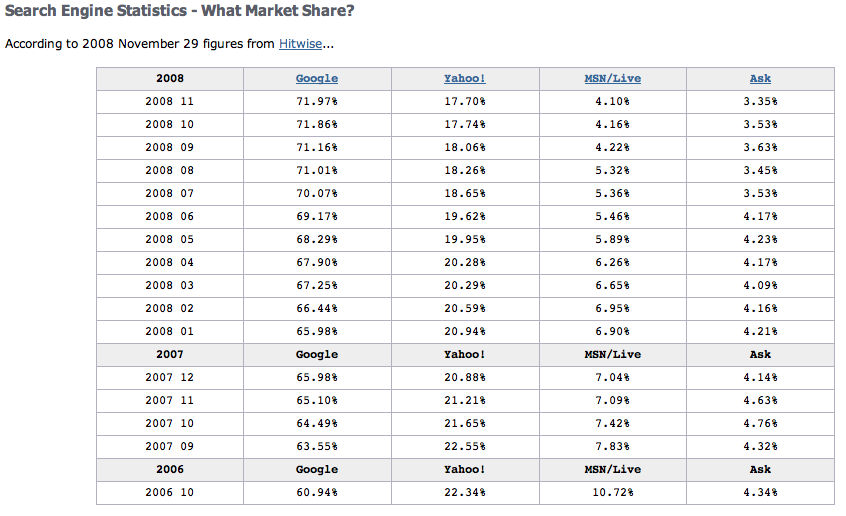 Search Engine Statistics - What Market Share?
According to 2008 November 29 figures from Hitwise...
2008 Google Yahoo! MSN/Live Ask
2008 11 71.97% 17.70% 4.10% 3.35%
2008 10 71.86% 17.74% 4.16% 3.53%
2008 09 71.16% 18.06% 4.22% 3.63%
2008 08 71.01% 18.26% 5.32% 3.45%
2008 07 70.07% 18.65% 5.36% 3.53%
2008 06 69.17% 19.62% 5.46% 4.17%
2008 05 68.29% 19.95% 5.89% 4.23%
2008 04 67.90% 20.28% 6.26% 4.17%
2008 03 67.25% 20.29% 6.65% 4.09%
2008 02 66.44% 20.59% 6.95% 4.16%
2008 01 65.98% 20.94% 6.90% 4.21%
2007 Google Yahoo! MSN/Live Ask
2007 12 65.98% 20.88% 7.04% 4.14%
2007 11 65.10% 21.21% 7.09% 4.63%
2007 10 64.49% 21.65% 7.42% 4.76%
2007 09 63.55% 22.55% 7.83% 4.32%
2006 Google Yahoo! MSN/Live Ask
2006 10 60.94% 22.34% 10.72% 4.34%